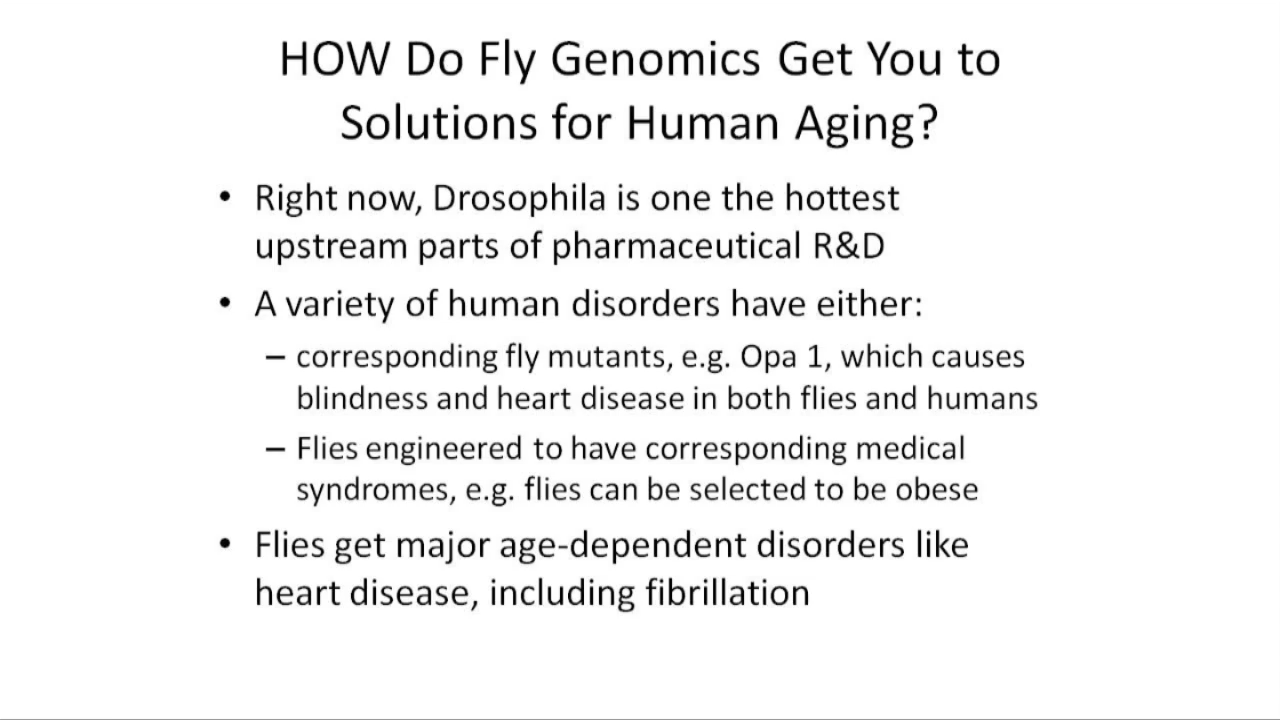 HOW Do Fly Genomics Get You to
Solutions for Human Aging?
• Right now, Drosophila is one the hottest
upstream parts of pharmaceutical R&D
• A variety of human disorders have either:
– corresponding fly mutants, e.g. Opa 1, which causes
blindness and heart disease in both flies and humans
– Flies engineered to have corresponding medical
syndromes, e.g. flies can be selected to be obese
• Flies get major age-dependent disorders like
heart disease, including fibrillation